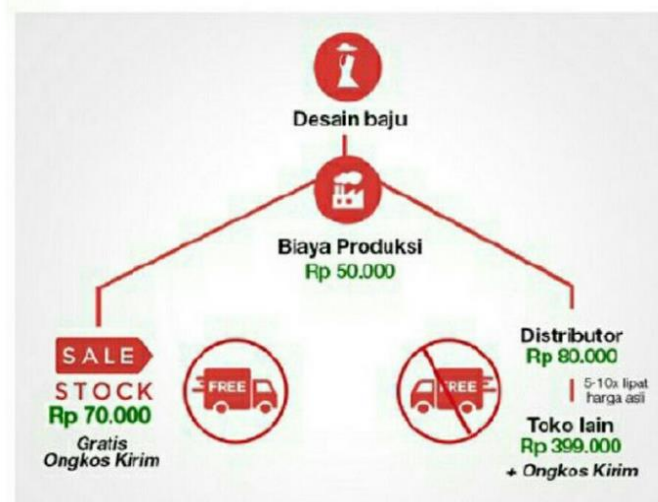 Desain baju
Biaya Produksi
Rp 50.000
SALE
STOCK
Rp 70.000
Gratis
Ongkos Kirim
FREE
FREE
Distributor
Rp 80.000
5-10x lipat
harga asli
Toko lain
Rp 399.000
+ Ongkos Kirim